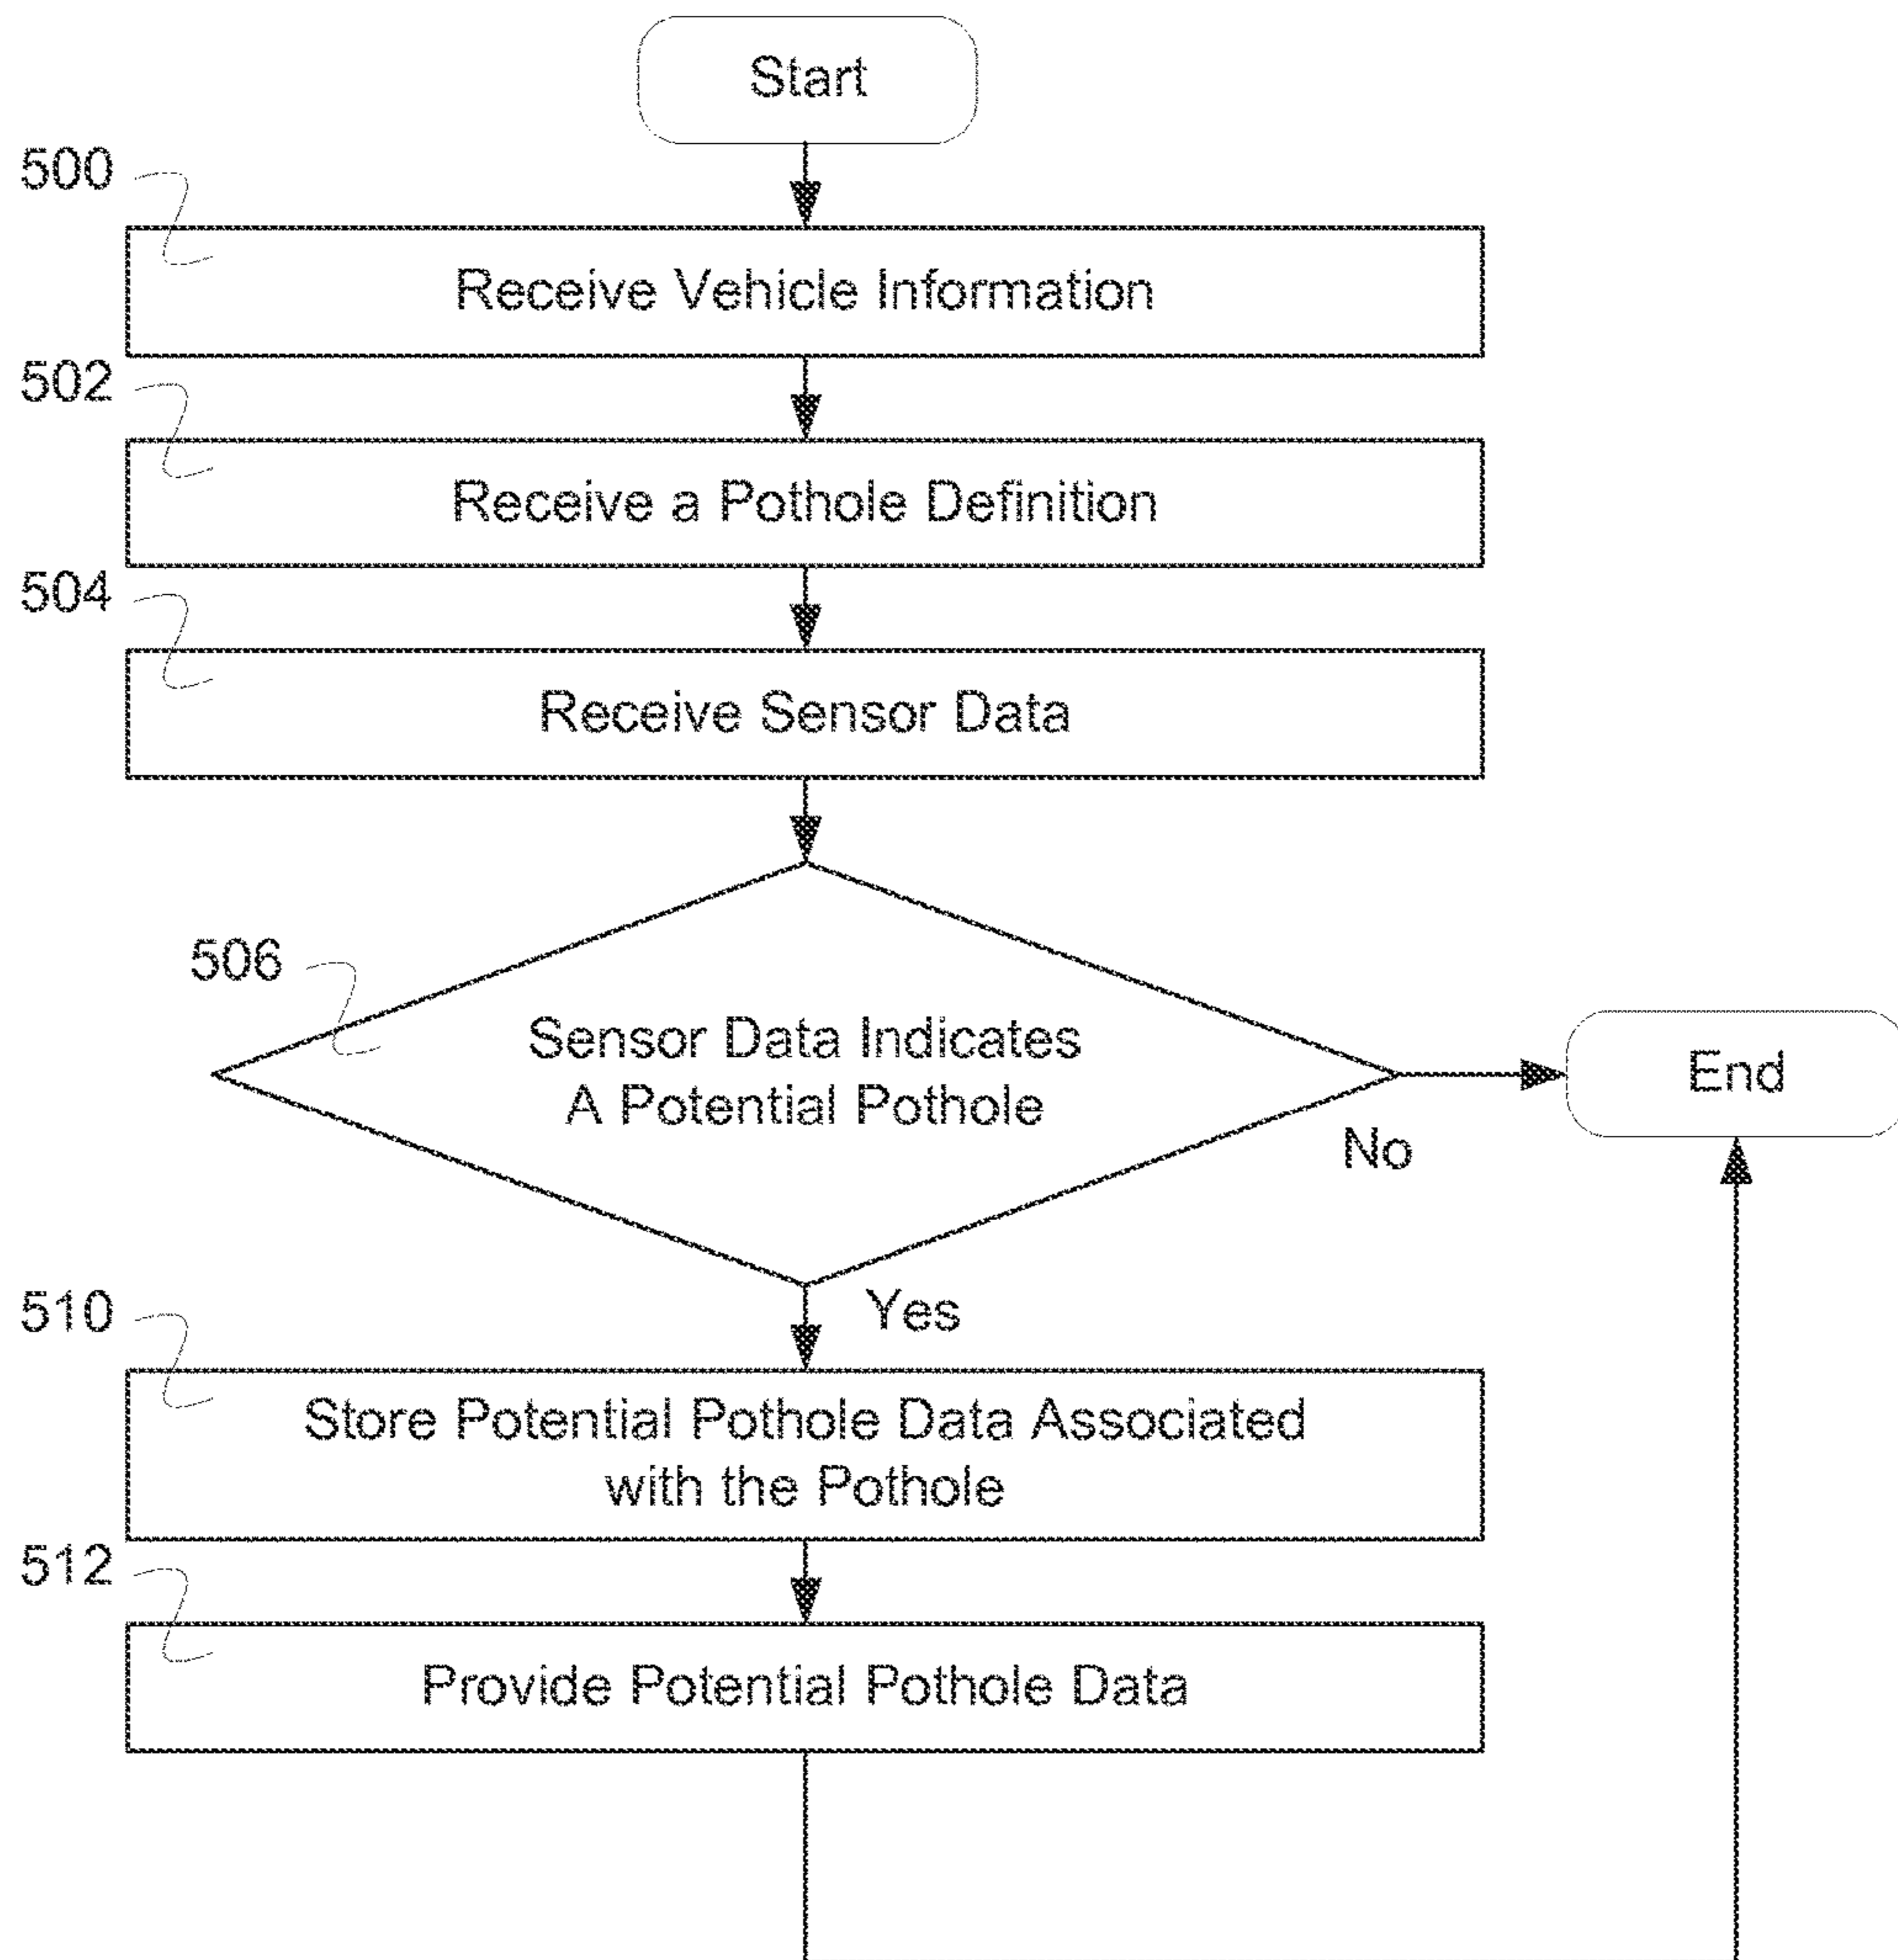 Start
500
Receive Vehicle Information
502
Receive a Pothole Definition
504
Receive Sensor Data
506
Sensor Data Indicates
A Potential Pothole
End
No
Yes
510
Store Potential Pothole Data Associated
with the Pothole
512
Provide Potential Pothole Data